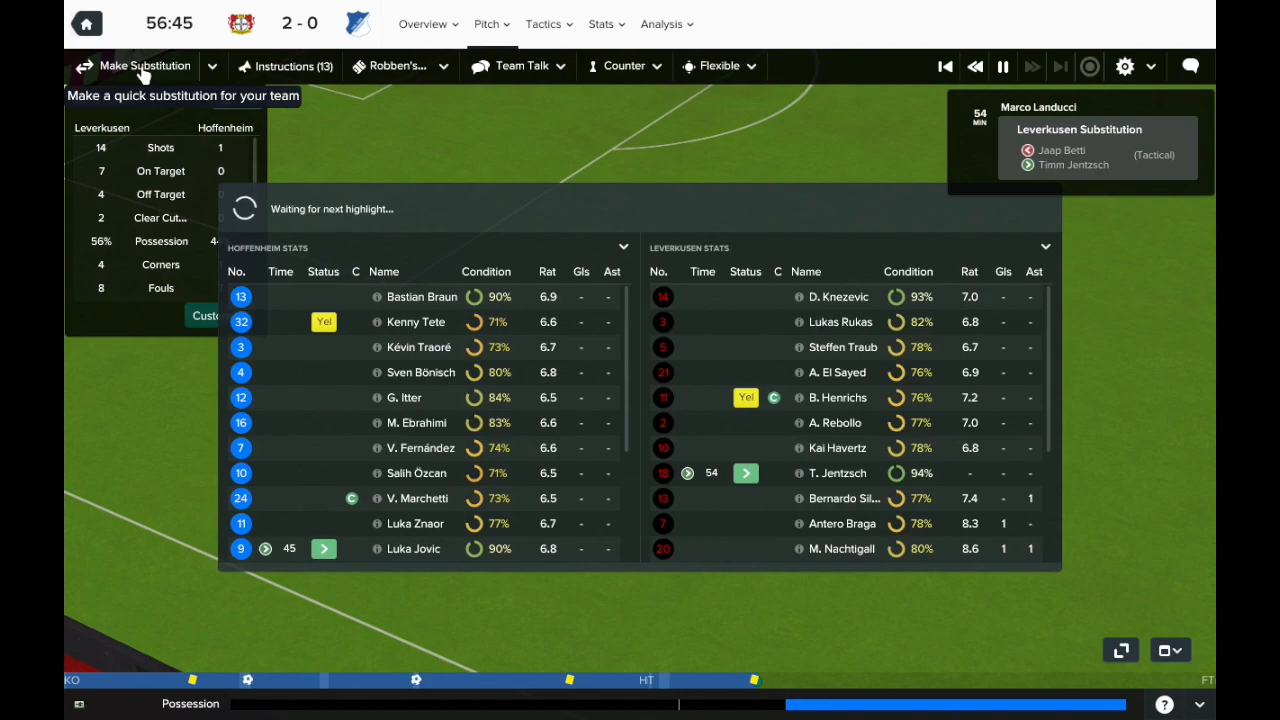 56:45 2 - 0 Overview Pitch Tactics Stats Analysis
Make Substitution Instructions (13) Robben's... Team Talk Counter Flexible
Make a quick substitution for your team
54 MIN Marco Landucci
Leverkusen Substitution
Jaap Betti
Timm Jentzsch
(Tactical)
Leverkusen Hoffenheim
14 Shots 1
7 On Target 0
4 Off Target
2 Clear Cut...
56% Possession 4
4 Corners
8 Fouls
Custo
Waiting for next highlight...
HOFFENHEIM STATS
No. Time Status C Name Condition Rat Gls Ast
13 Bastian Braun 90% 6.9 - -
32 Yel Kenny Tete 71% 6.6 - -
3 Kévin Traoré 73% 6.7 - -
4 Sven Bönisch 80% 6.8 - -
12 G. Itter 84% 6.5 - -
16 M. Ebrahimi 83% 6.6 - -
7 V. Fernández 74% 6.6 - -
10 Salih Özcan 71% 6.5 - -
24 C V. Marchetti 73% 6.5 - -
11 Luka Znaor 77% 6.7 - -
9 45 Luka Jovic 90% 6.8 - -
LEVERKUSEN STATS
No. Time Status C Name Condition Rat Gls Ast
14 D. Knezevic 93% 7.0 - -
3 Lukas Rukas 82% 6.8 - -
5 Steffen Traub 78% 6.7 - -
21 A. El Sayed 76% 6.9 - -
11 Yel C B. Henrichs 76% 7.2 - -
2 A. Rebollo 77% 7.0 - -
10 Kai Havertz 78% 6.8 - -
18 54 T. Jentzsch 94% - - -
13 Bernardo Sil... 77% 7.4 - 1
7 Antero Braga 78% 8.3 1 -
20 M. Nachtigall 80% 8.6 1 1
KO HT FT
Possession ?